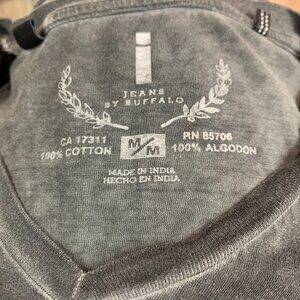 i
JEANS
BY BUFFALO
CA 17311 M/M RN 85706
100% COTTON 100% ALGODON
MADE IN INDIA
HECHO EN INDIA